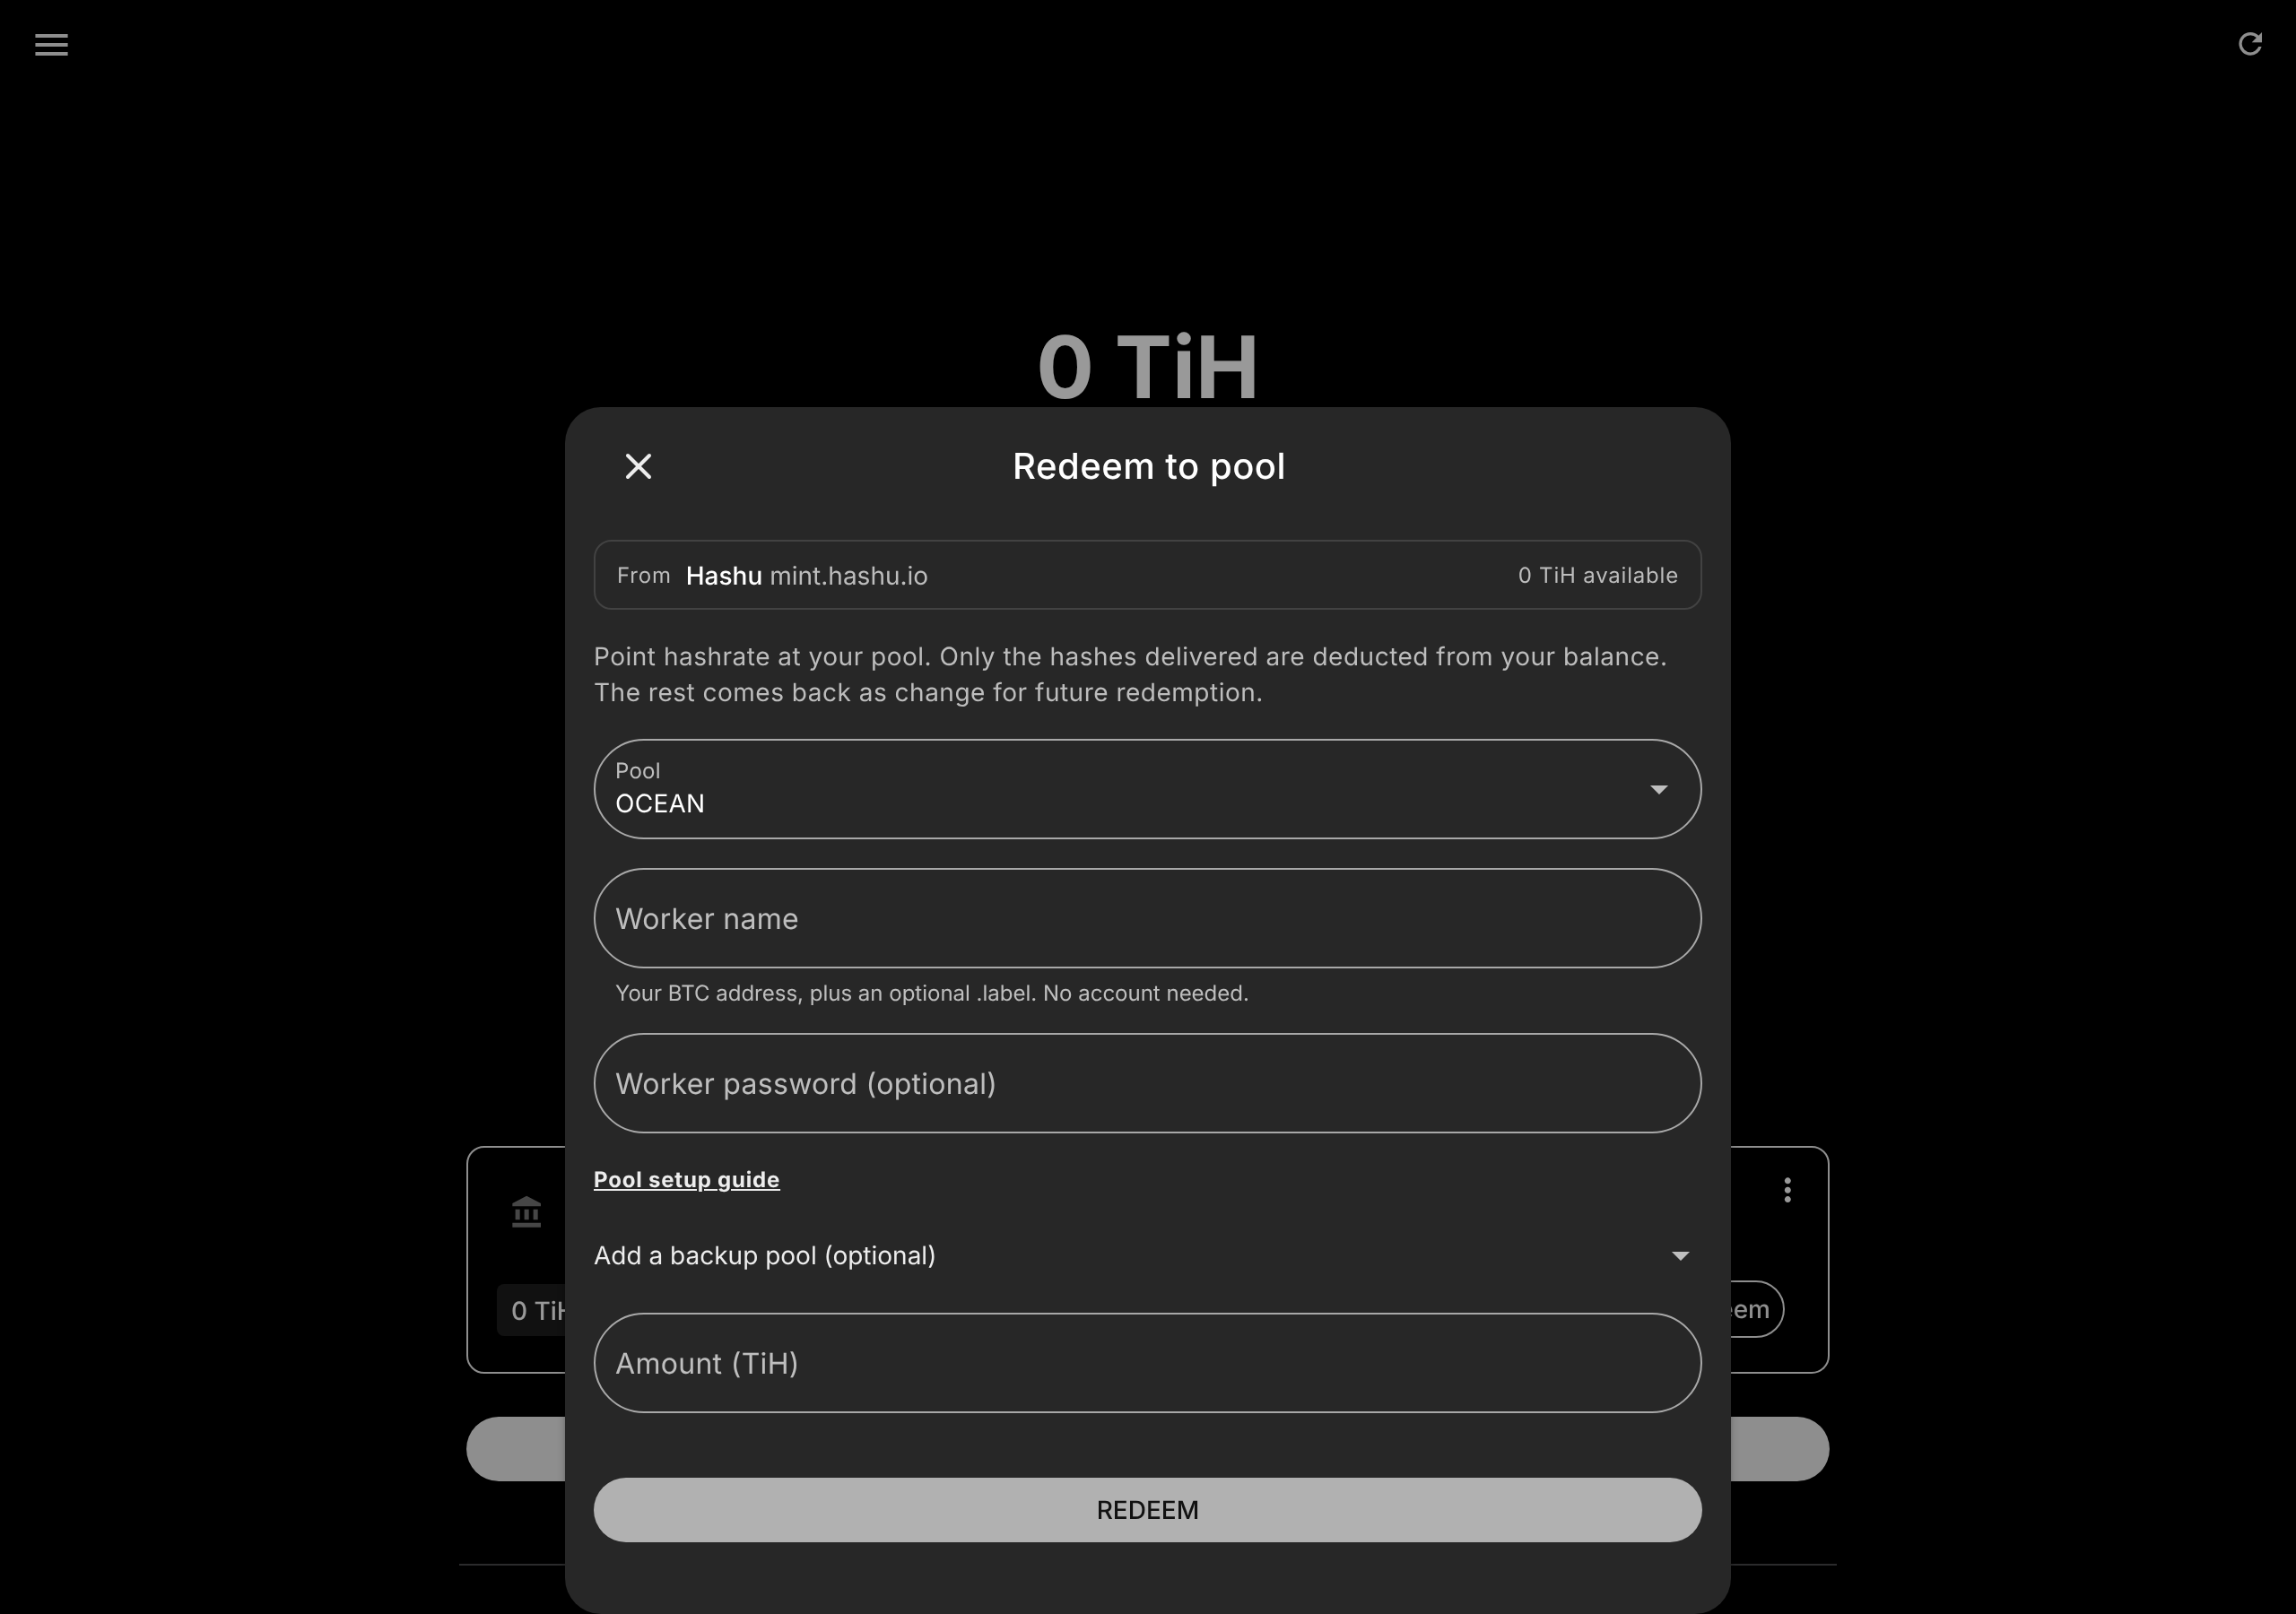 0 TiH
Redeem to pool
From Hashu mint.hashu.io 0 TiH available
Point hashrate at your pool. Only the hashes delivered are deducted from your balance.
The rest comes back as change for future redemption.
Pool
OCEAN
Worker name
Your BTC address, plus an optional .label. No account needed.
Worker password (optional)
Pool setup guide
Add a backup pool (optional)
0 TiH
Amount (TiH)
REDEEM